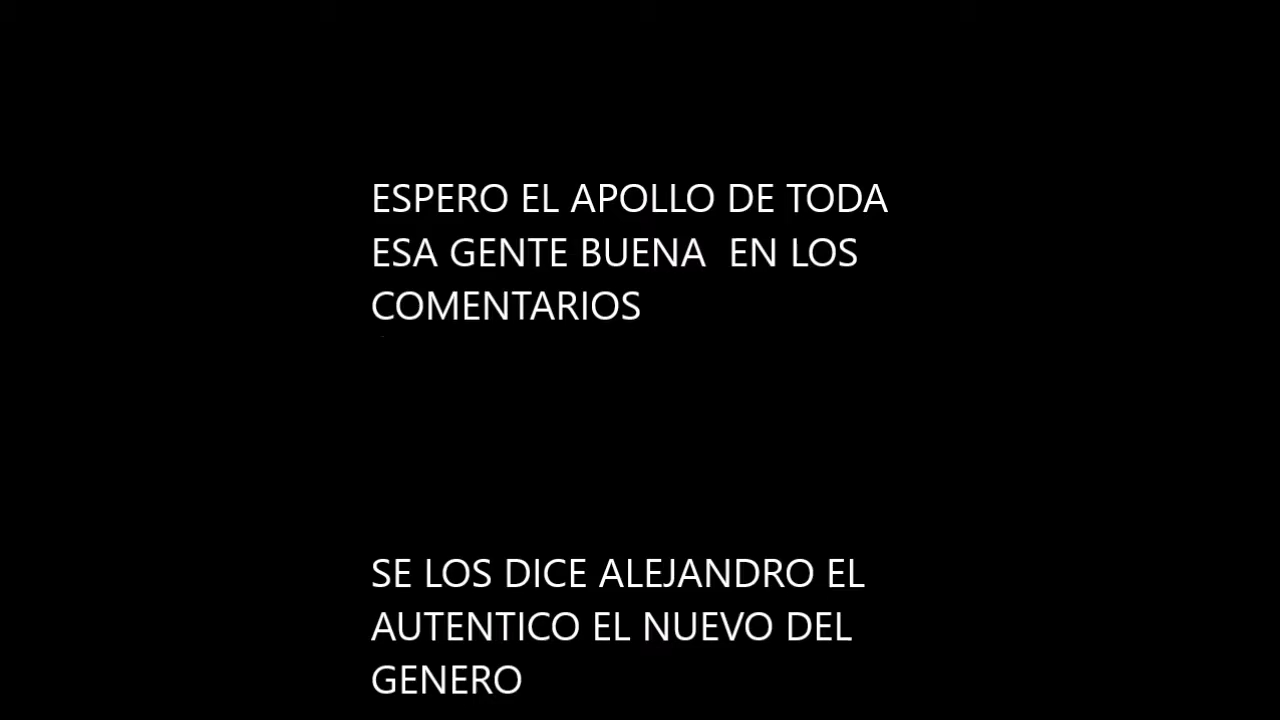 ESPERO EL APOLLO DE TODA
ESA GENTE BUENA  EN LOS
COMENTARIOS
SE LOS DICE ALEJANDRO EL
AUTENTICO EL NUEVO DEL
GENERO